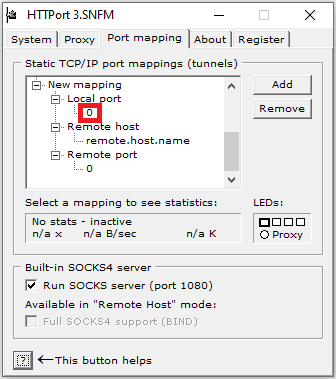 HTTPort 3.SNFM
System Proxy Port mapping About Register
Static TCP/IP port mappings (tunnels)
New mapping
Local port
0
Remote host
remote.host.name
Remote port
0
Add
Remove
Select a mapping to see statistics:
No stats - inactive
n/a x n/a B/sec n/a K
LEDs:
Proxy
Built-in SOCKS4 server
Run SOCKS server (port 1080)
Available in "Remote Host" mode:
Full SOCKS4 support (BIND)
? ←This button helps